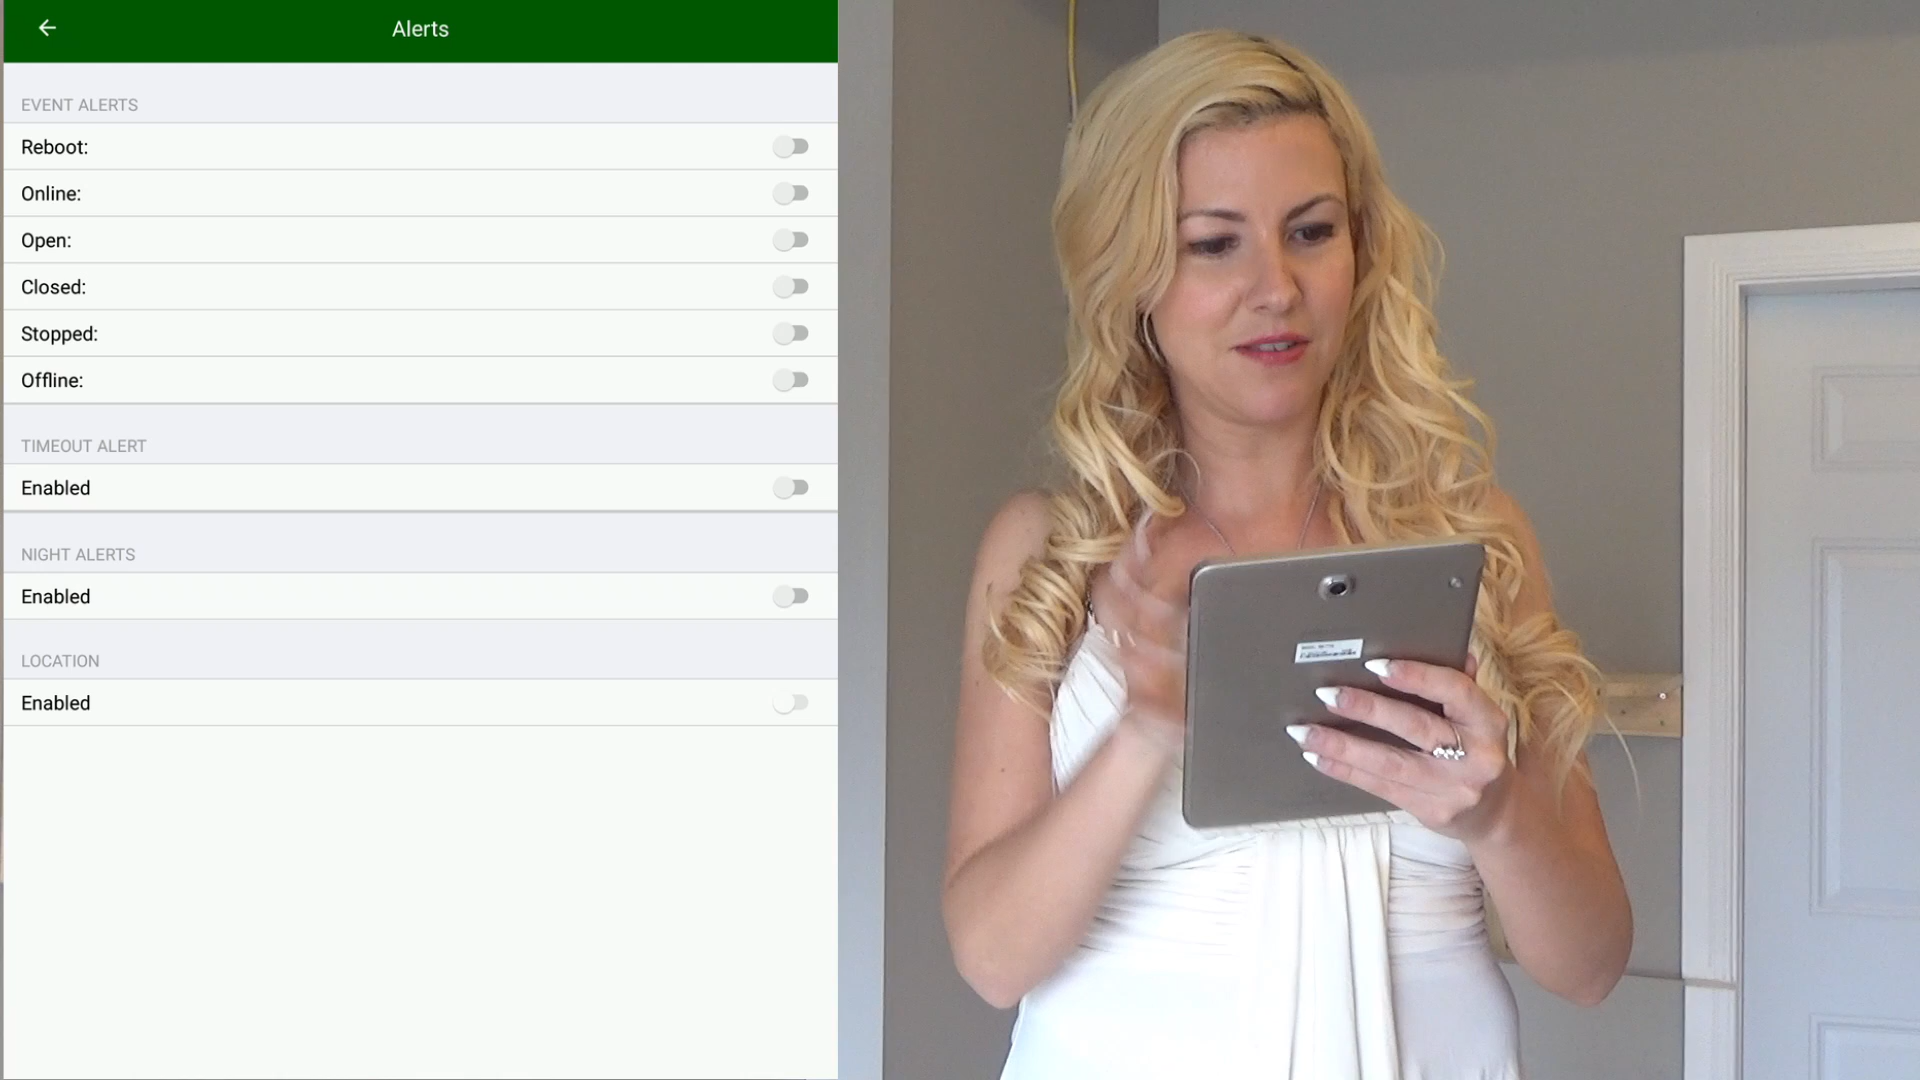 Alerts
EVENT ALERTS
Reboot:
Online:
Open:
Closed:
Stopped:
Offline:
TIMEOUT ALERT
Enabled
NIGHT ALERTS
Enabled
LOCATION
Enabled